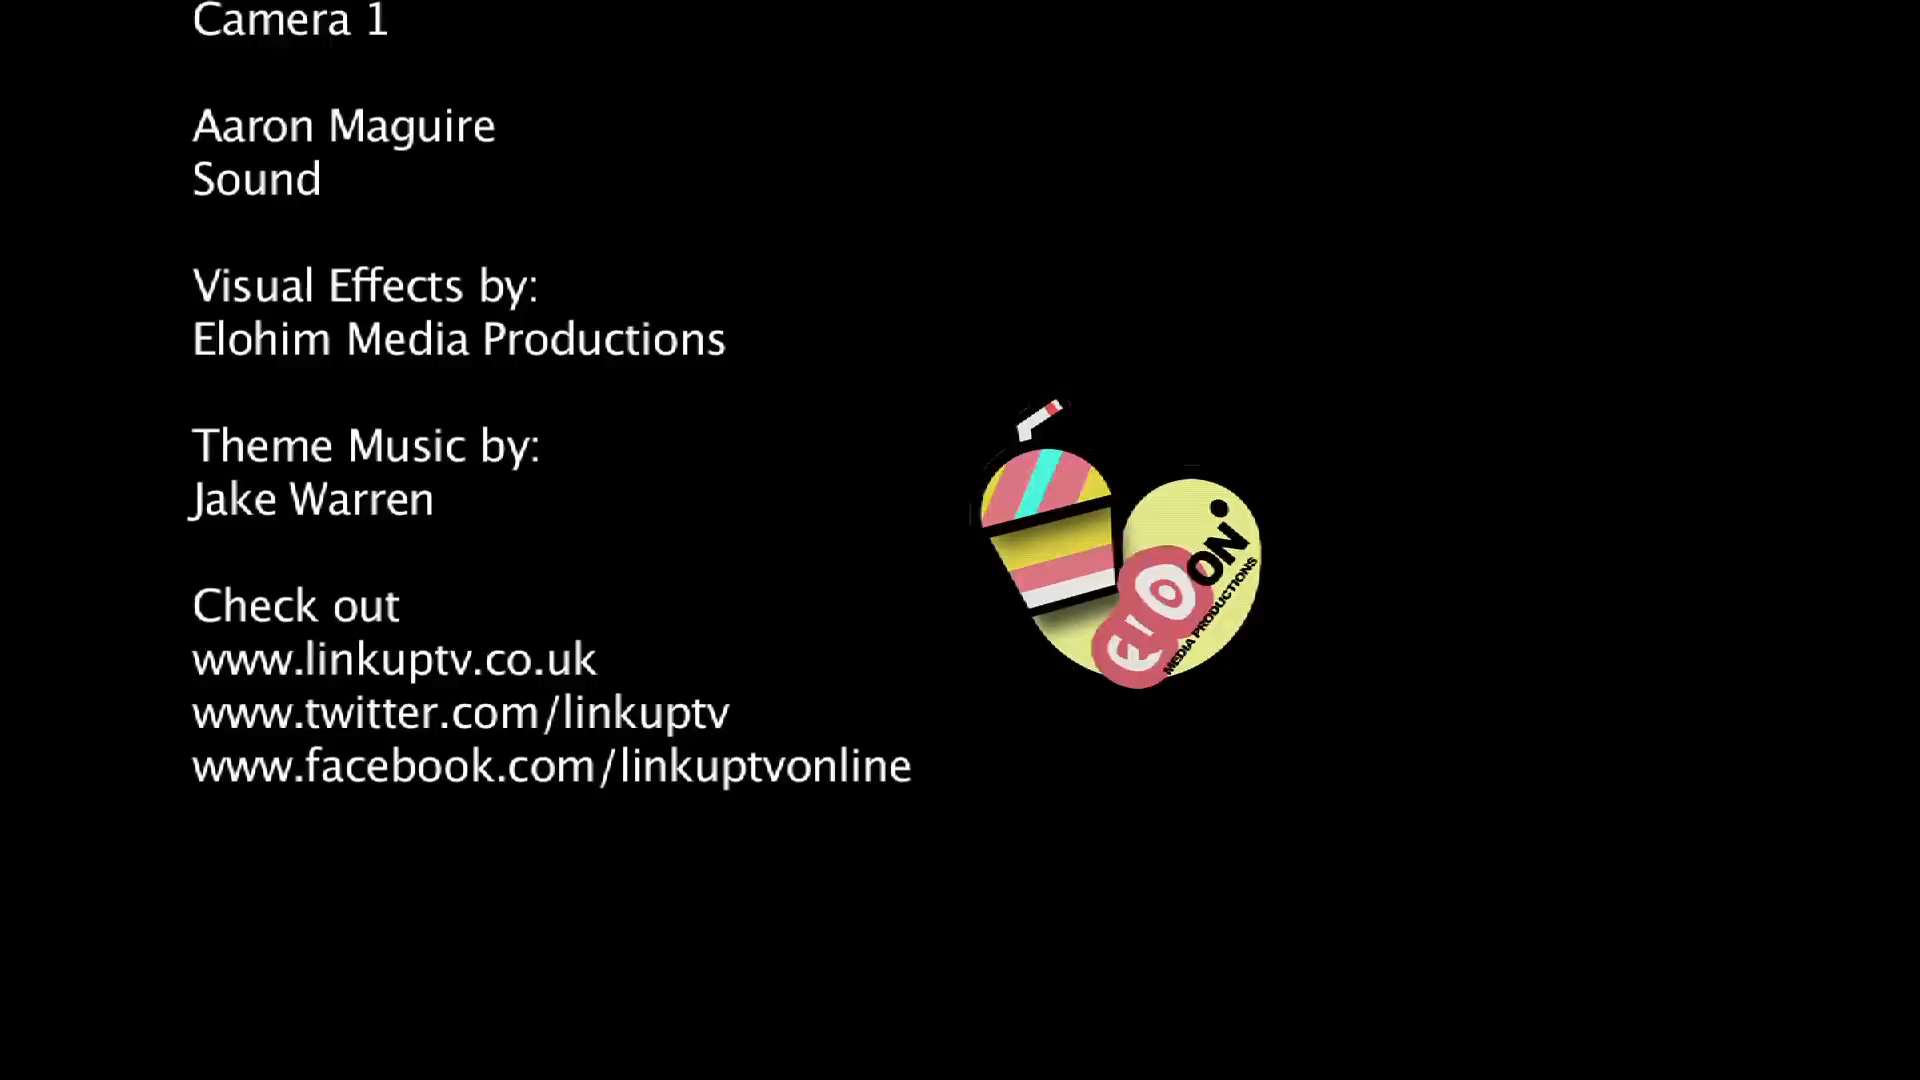 Camera 1
Aaron Maguire
Sound
Visual Effects by:
Elohim Media Productions
Theme Music by:
Jake Warren
Check out
www.linkuptv.co.uk
www.twitter.com/linkuptv
www.facebook.com/linkuptvonline
ON
MEDIA PRODUCTIONS